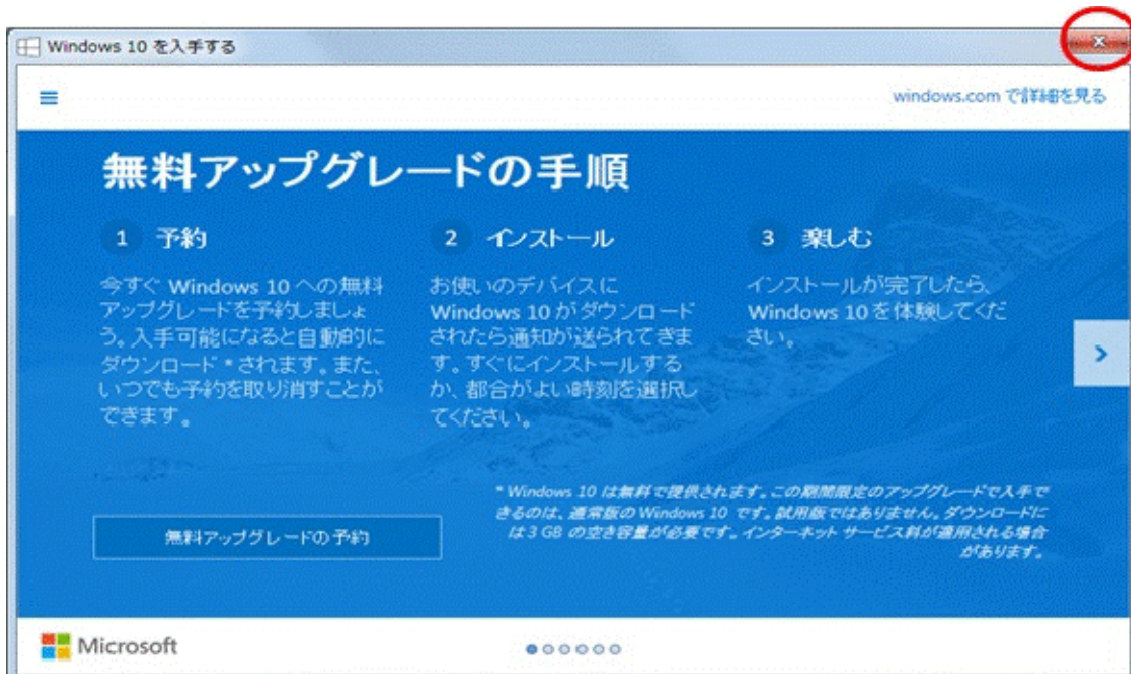 Windows 10 を入手する
windows.com で詳細を見る
無料アップグレードの手順
1 予約
今すぐ Windows 10 への無料
アップグレードを予約しましょ
う。入手可能になると自動的に
ダウンロード * されます。また、
いつでも予約を取り消すことが
できます。
2 インストール
お使いのデバイスに
Windows 10 がダウンロード
されたら通知が送られてきま
す。すぐにインストールする
か、都合がよい時刻を選択し
てください。
3 楽しむ
インストールが完了したら、
Windows 10 を体験してくだ
さい。
* Windows 10 は無料で提供されます。この期間限定のアップグレードで入手で
きるのは、通常版の Windows 10 です。試用版ではありません。ダウンロードに
は 3 GB の空き容量が必要です。インターネット サービス料が適用される場合
があります。
無料アップグレードの予約
Microsoft